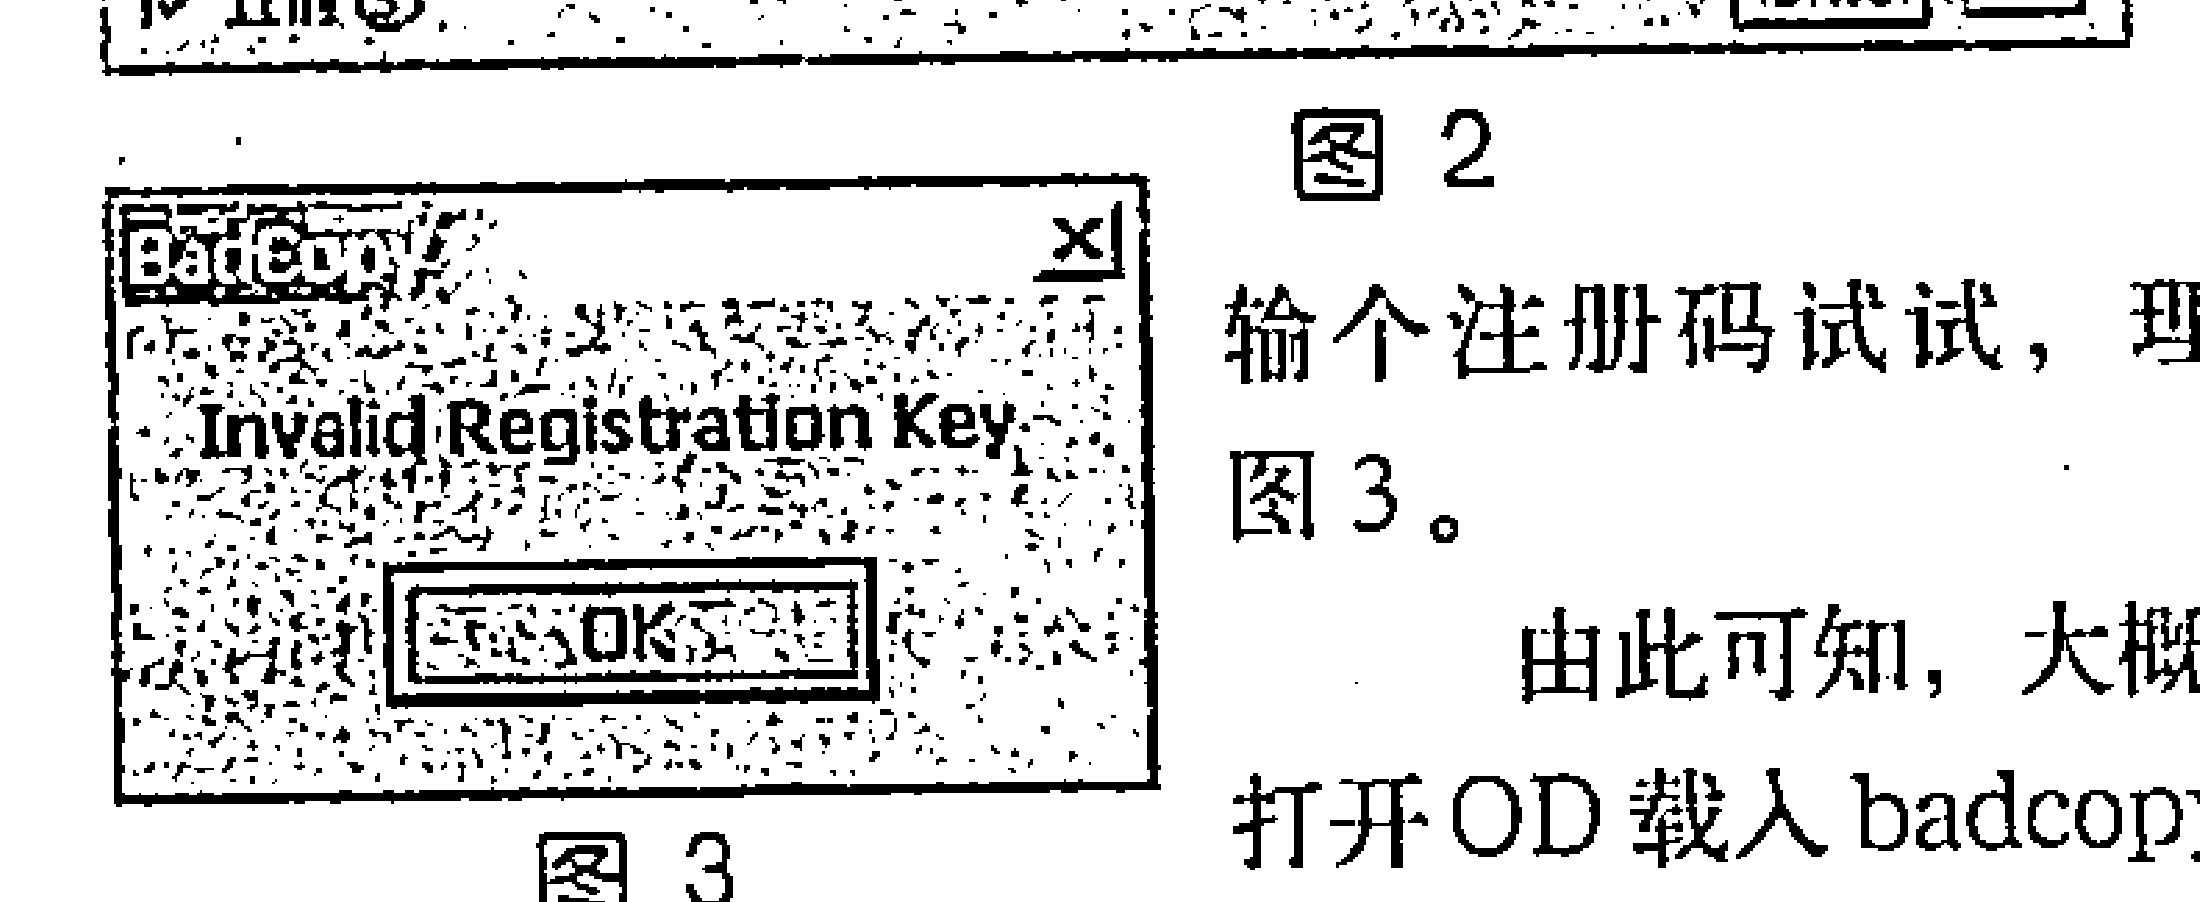 图 2
BadCopy
Invalid Registration Key
OK
图 3
输个注册码试试，
图 3 。
由此可知，大概
打开 OD 载入 badcopy